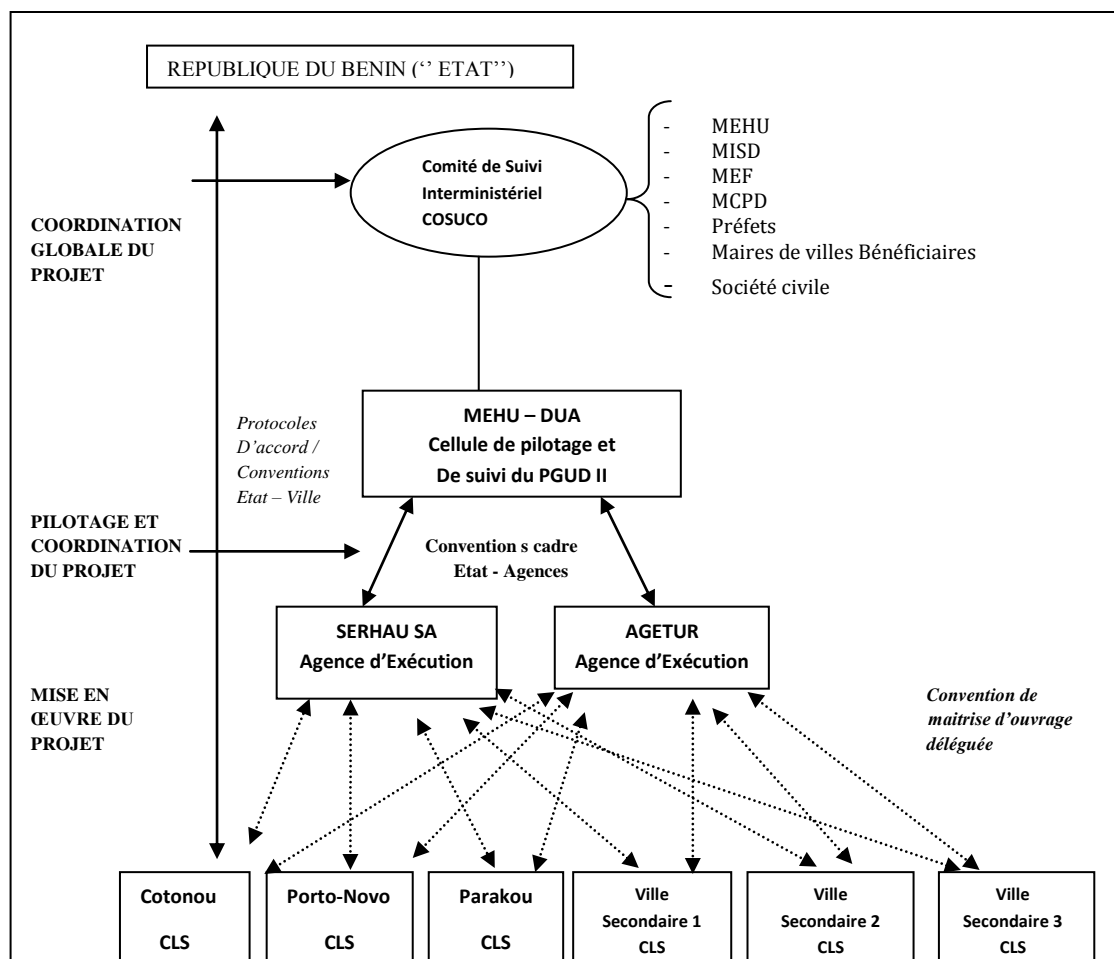 REPUBLIQUE DU BENIN (‘’ ETAT’’)
Comité de Suivi
Interministériel
COSUCO
- MEHU
- MISD
- MEF
- MCPD
- Préfets
- Maires de villes Bénéficiaires
- Société civile
COORDINATION
GLOBALE DU
PROJET
MEHU – DUA
Cellule de pilotage et
De suivi du PGUD II
Protocoles
D’accord /
Conventions
Etat – Ville
PILOTAGE ET
COORDINATION
DU PROJET
Convention s cadre
Etat - Agences
SERHAU SA
Agence d’Exécution
AGETUR
Agence d’Exécution
MISE EN
ŒUVRE DU
PROJET
Convention de
maitrise d’ouvrage
déléguée
Cotonou
CLS
Porto-Novo
CLS
Parakou
CLS
Ville
Secondaire 1
CLS
Ville
Secondaire 2
CLS
Ville
Secondaire 3
CLS